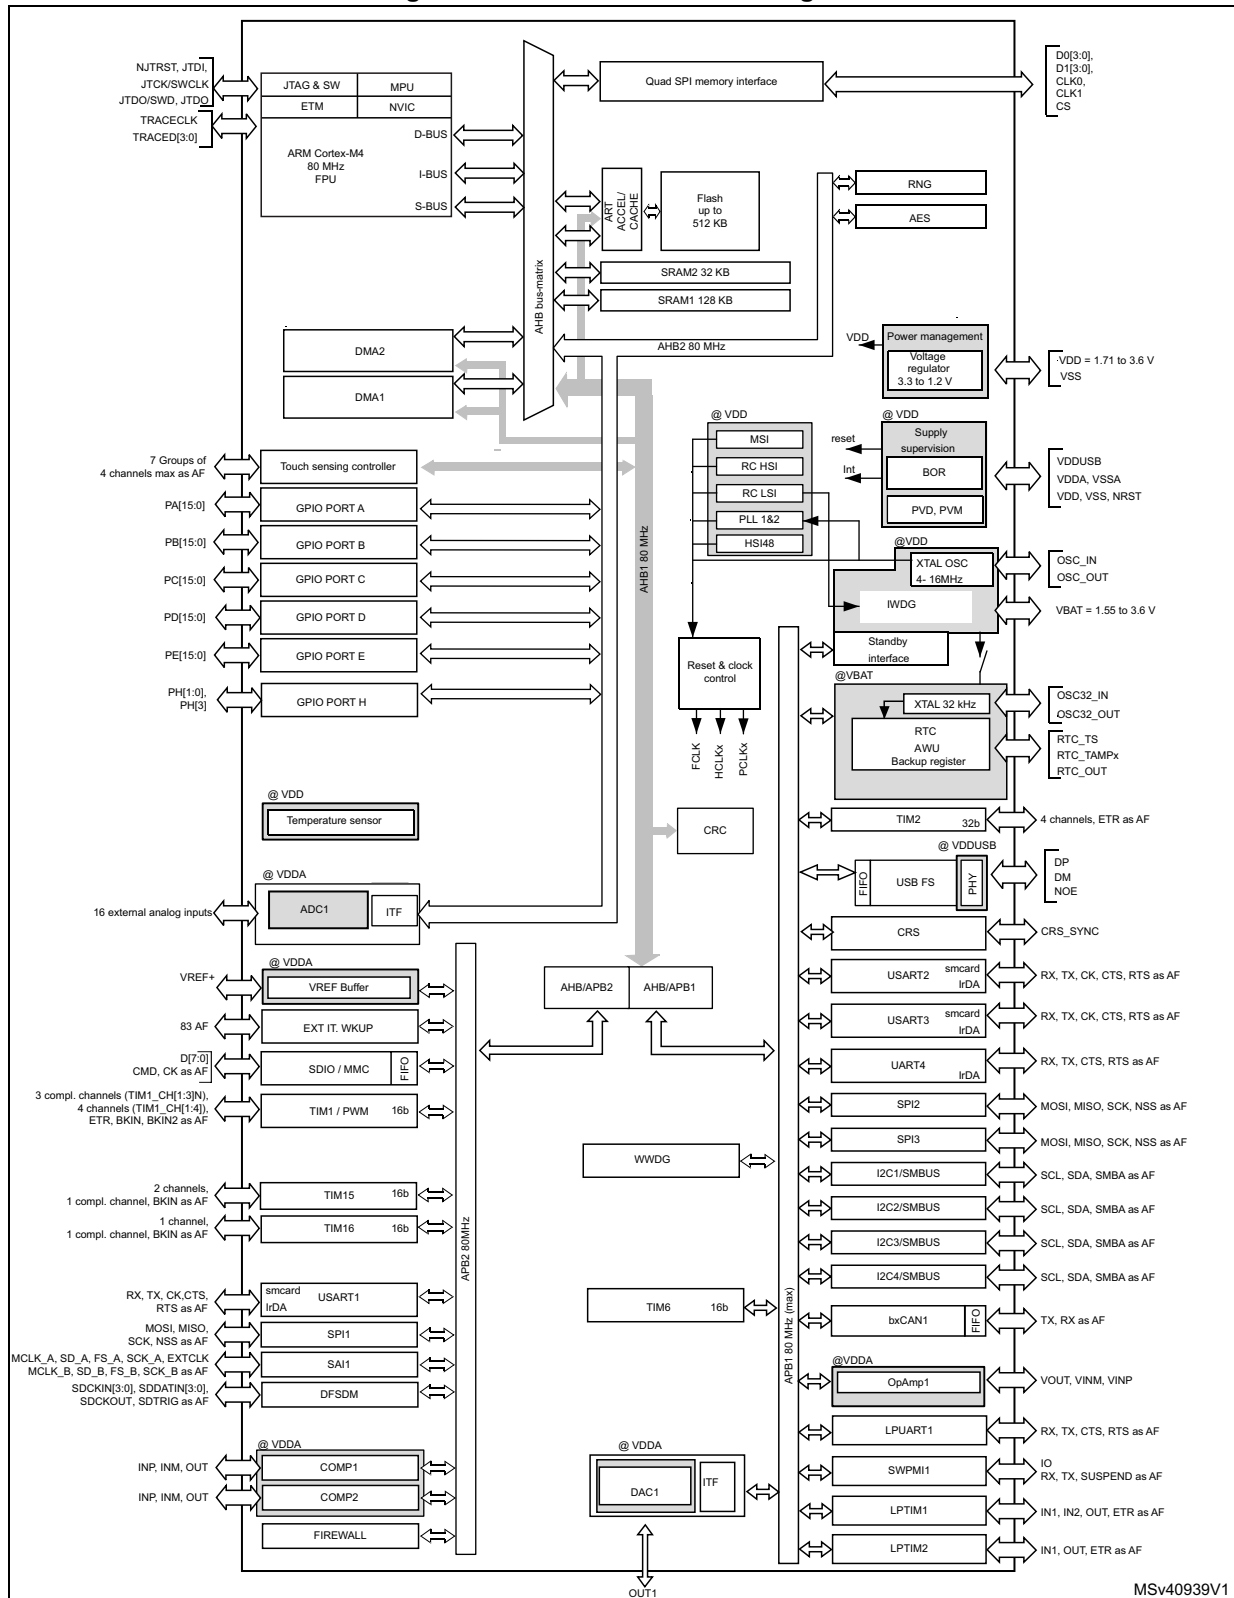 NJTRST, JTDI,
JTCK/SWCLK
JTDO/SWD, JTDO
TRACECLK
TRACED[3:0]
JTAG & SW
MPU
ETM
NVIC
ARM Cortex-M4
80 MHz
FPU
D-BUS
I-BUS
S-BUS
AHB bus-matrix
Quad SPI memory interface
D0[3:0],
D1[3:0],
CLK0,
CLK1
CS
ART
ACCEL/
CACHE
Flash
up to
512 KB
RNG
AES
SRAM2 32 KB
SRAM1 128 KB
DMA2
DMA1
AHB2 80 MHz
VDD
Power management
Voltage
regulator
3.3 to 1.2 V
VDD = 1.71 to 3.6 V
VSS
@ VDD
MSI
RC HSI
RC LSI
PLL 1&2
HSI48
@ VDD
reset
Int
Supply
supervision
BOR
PVD, PVM
VDDUSB
VDDA, VSSA
VDD, VSS, NRST
7 Groups of
4 channels max as AF
Touch sensing controller
PA[15:0]
GPIO PORT A
PB[15:0]
GPIO PORT B
PC[15:0]
GPIO PORT C
PD[15:0]
GPIO PORT D
PE[15:0]
GPIO PORT E
PH[1:0],
PH[3]
GPIO PORT H
AHB1 80 MHz
@VDD
XTAL OSC
4- 16MHz
IWDG
OSC_IN
OSC_OUT
VBAT = 1.55 to 3.6 V
Standby
interface
Reset & clock
control
FCLK
HCLKx
PCLKx
@VBAT
XTAL 32 kHz
RTC
AWU
Backup register
OSC32_IN
OSC32_OUT
RTC_TS
RTC_TAMPx
RTC_OUT
@ VDD
Temperature sensor
CRC
TIM2
32b
4 channels, ETR as AF
@ VDDUSB
FIFO
USB FS
PHY
DP
DM
NOE
@ VDDA
16 external analog inputs
ADC1
ITF
CRS
CRS_SYNC
@ VDDA
VREF+
VREF Buffer
AHB/APB2
AHB/APB1
USART2
smcard
IrDA
RX, TX, CK, CTS, RTS as AF
83 AF
EXT IT. WKUP
USART3
smcard
IrDA
RX, TX, CK, CTS, RTS as AF
D[7:0]
CMD, CK as AF
SDIO / MMC
FIFO
UART4
IrDA
RX, TX, CTS, RTS as AF
3 compl. channels (TIM1_CH[1:3]N),
4 channels (TIM1_CH[1:4]),
ETR, BKIN, BKIN2 as AF
TIM1 / PWM
16b
SPI2
MOSI, MISO, SCK, NSS as AF
SPI3
MOSI, MISO, SCK, NSS as AF
WWDG
I2C1/SMBUS
SCL, SDA, SMBA as AF
2 channels,
1 compl. channel, BKIN as AF
TIM15
16b
I2C2/SMBUS
SCL, SDA, SMBA as AF
1 channel,
1 compl. channel, BKIN as AF
TIM16
16b
APB2 80MHz
I2C3/SMBUS
SCL, SDA, SMBA as AF
I2C4/SMBUS
SCL, SDA, SMBA as AF
RX, TX, CK,CTS,
RTS as AF
smcard
IrDA
USART1
TIM6
16b
APB1 80 MHz (max)
bxCAN1
FIFO
TX, RX as AF
MOSI, MISO,
SCK, NSS as AF
SPI1
MCLK_A, SD_A, FS_A, SCK_A, EXTCLK
MCLK_B, SD_B, FS_B, SCK_B as AF
SAI1
SDCKIN[3:0], SDDATIN[3:0],
SDCKOUT, SDTRIG as AF
DFSDM
@VDDA
OpAmp1
VOUT, VINM, VINP
LPUART1
RX, TX, CTS, RTS as AF
@ VDDA
INP, INM, OUT
COMP1
INP, INM, OUT
COMP2
FIREWALL
@ VDDA
DAC1
ITF
OUT1
SWPMI1
IO
RX, TX, SUSPEND as AF
LPTIM1
IN1, IN2, OUT, ETR as AF
LPTIM2
IN1, OUT, ETR as AF
MSv40939V1